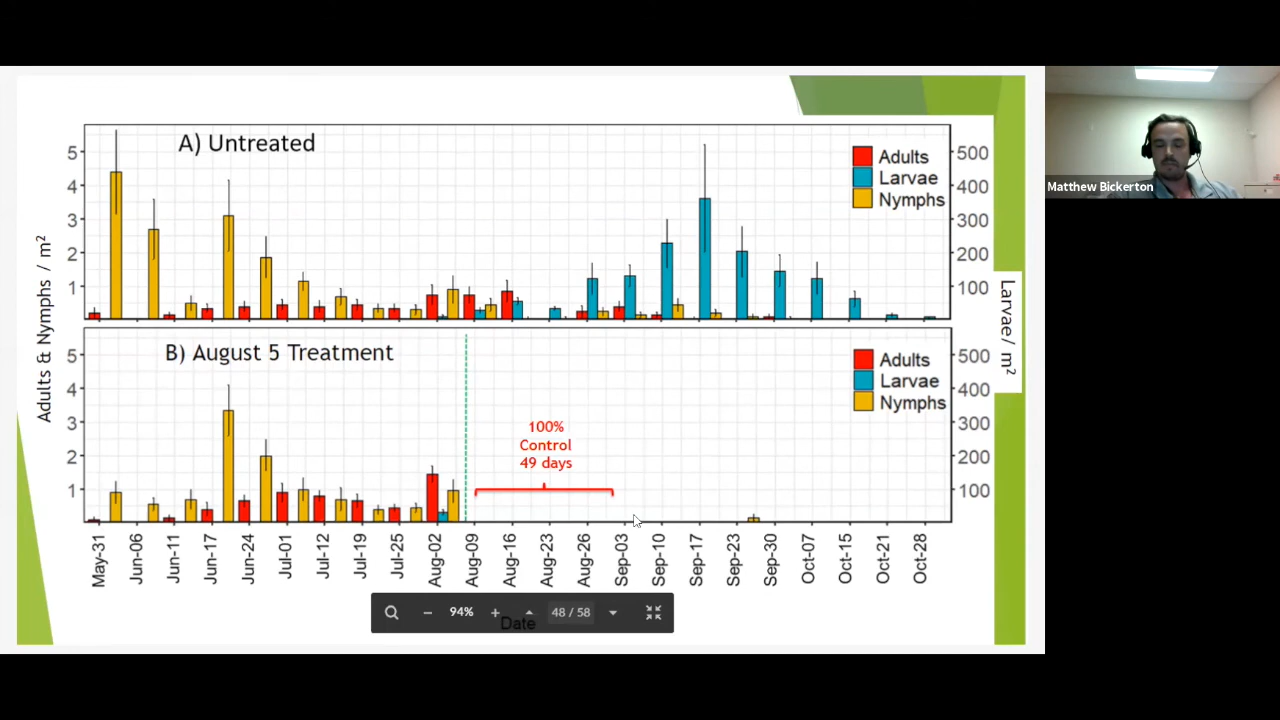 A) Untreated
Adults
Larvae
Nymphs
5
4
3
2
1
500
400
300
200
100
B) August 5 Treatment
Adults
Larvae
Nymphs
5
4
3
2
1
500
400
300
200
100
100%
Control
49 days
Adults & Nymphs / m²
Larvae/ m²
May-31
Jun-06
Jun-11
Jun-17
Jun-24
Jul-01
Jul-12
Jul-19
Jul-25
Aug-02
Aug-09
Aug-16
Aug-23
Aug-26
Sep-03
Sep-10
Sep-17
Sep-23
Sep-30
Oct-07
Oct-15
Oct-21
Oct-28
Date
94%
48 / 58
Matthew Bickerton